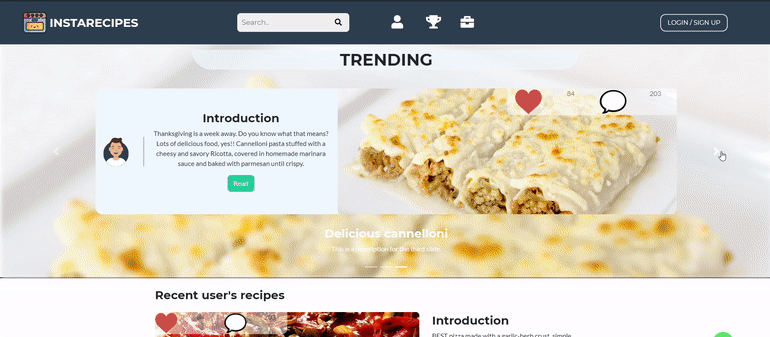 INSTARECIPES
Search..
LOGIN / SIGN UP
TRENDING
84
203
Introduction
Thanksgiving is a week away. Do you know what that means?
Lots of delicious food, yes!! Cannelloni pasta stuffed with a
cheesy and savory Ricotta, covered in homemade marinara
sauce and baked with parmesan until crispy.
Read
Delicious cannelloni
This is a description for the third slide.
Recent user's recipes
Introduction
BEST pizza made with a garlic-herb crust, simple